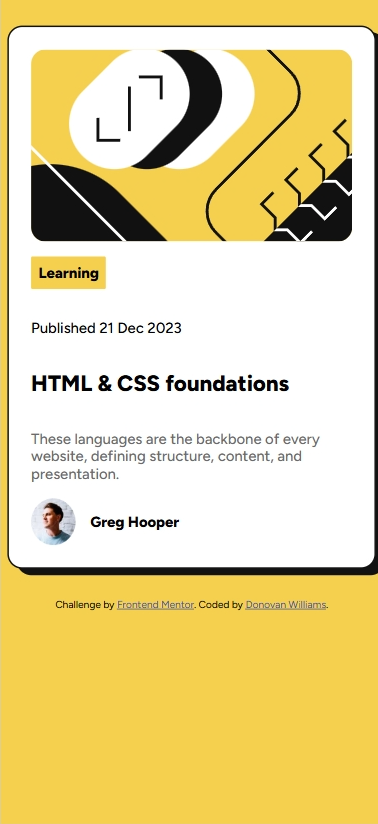 Learning
Published 21 Dec 2023
HTML & CSS foundations
These languages are the backbone of every
website, defining structure, content, and
presentation.
Greg Hooper
Challenge by Frontend Mentor. Coded by Donovan Williams.